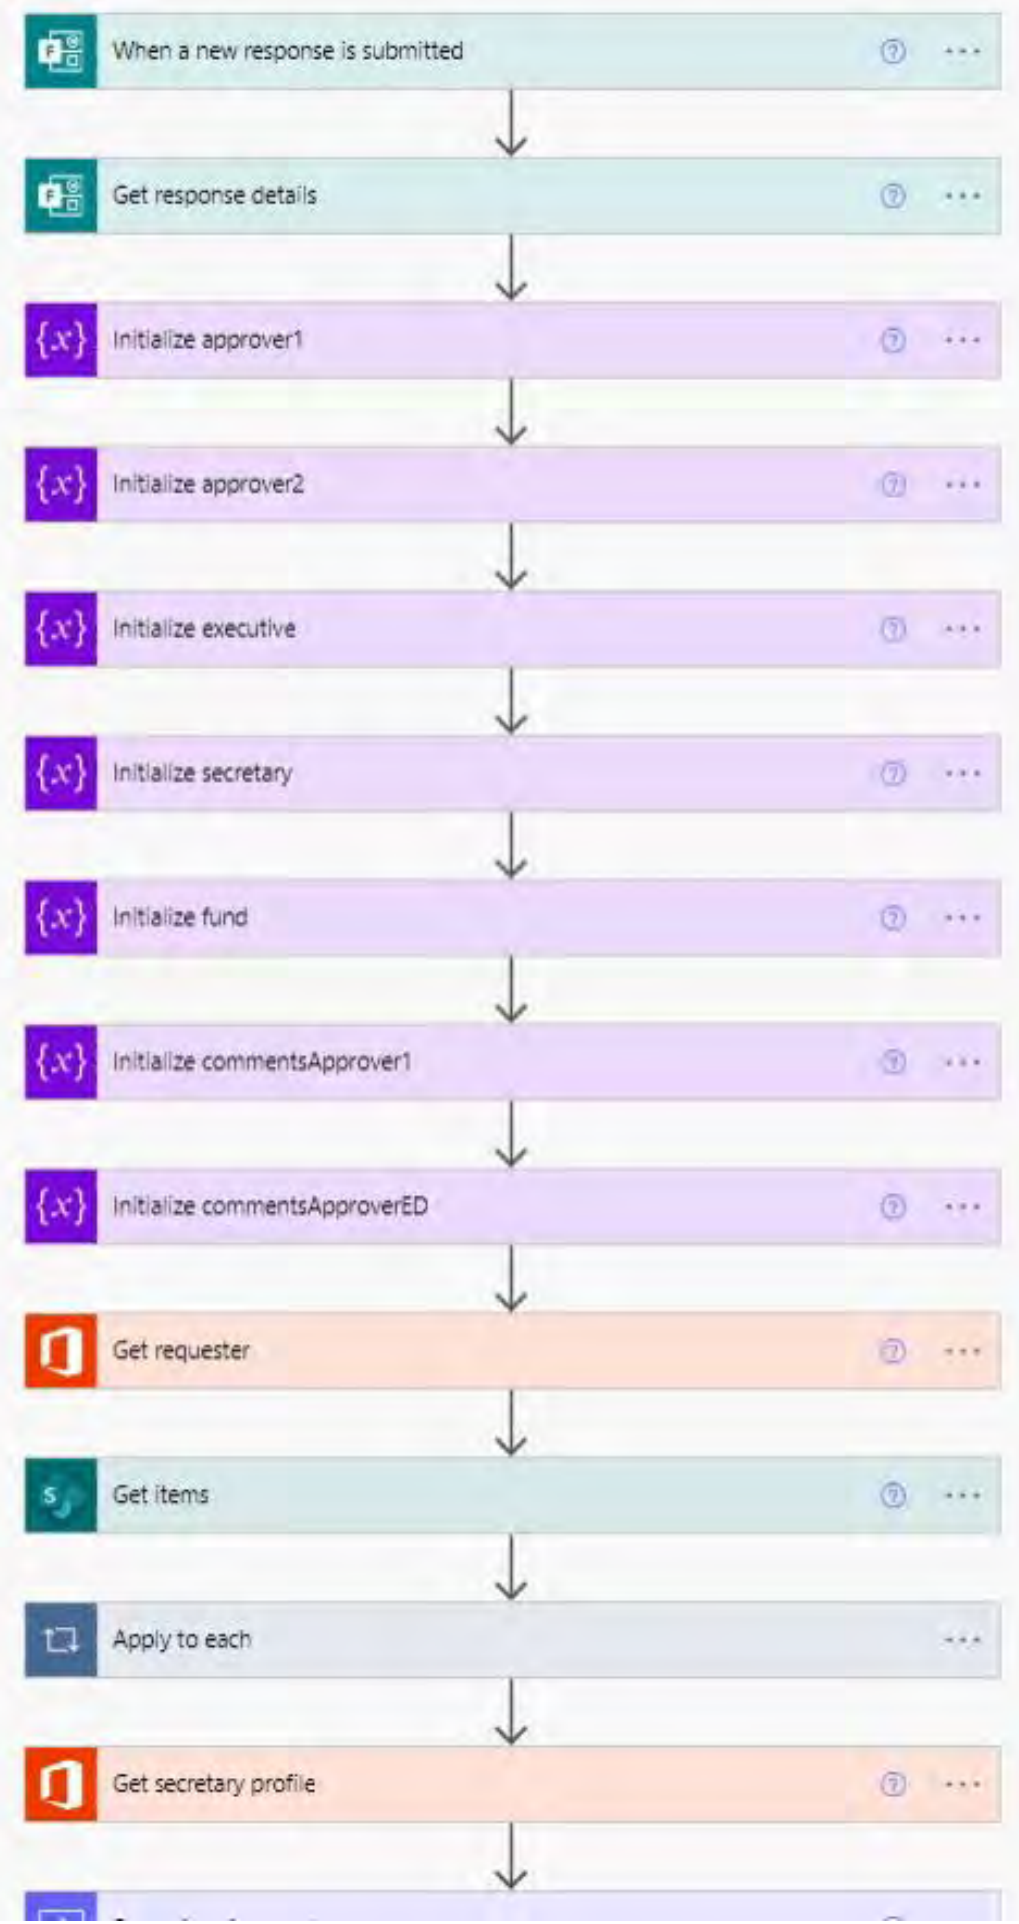 When a new response is submitted
Get response details
Initialize approver1
Initialize approver2
Initialize executive
Initialize secretary
Initialize fund
Initialize commentsApprover1
Initialize commentsApproverED
Get requester
Get items
Apply to each
Get secretary profile